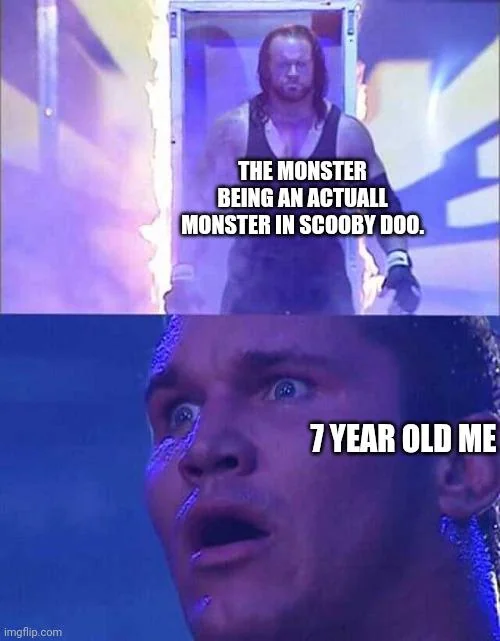 THE MONSTER
BEING AN ACTUALL
MONSTER IN SCOOBY DOO.
7 YEAR OLD ME
imgflip.com